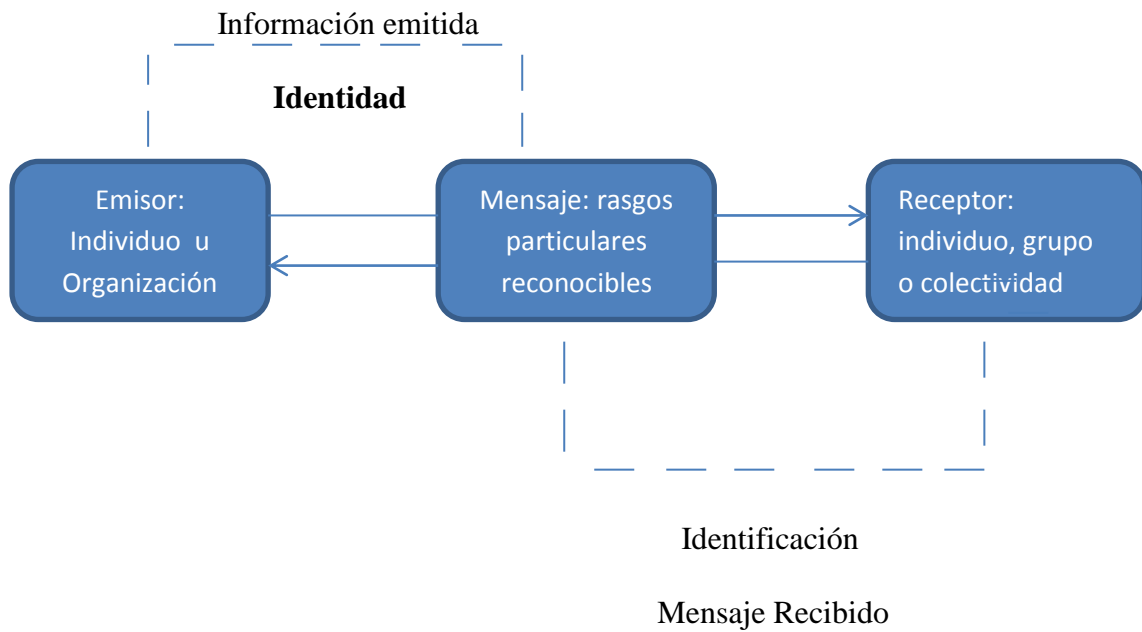 Información emitida
Identidad
Emisor:
Individuo u
Organización
Mensaje: rasgos
particulares
reconocibles
Receptor:
individuo, grupo
o colectividad
Identificación
Mensaje Recibido